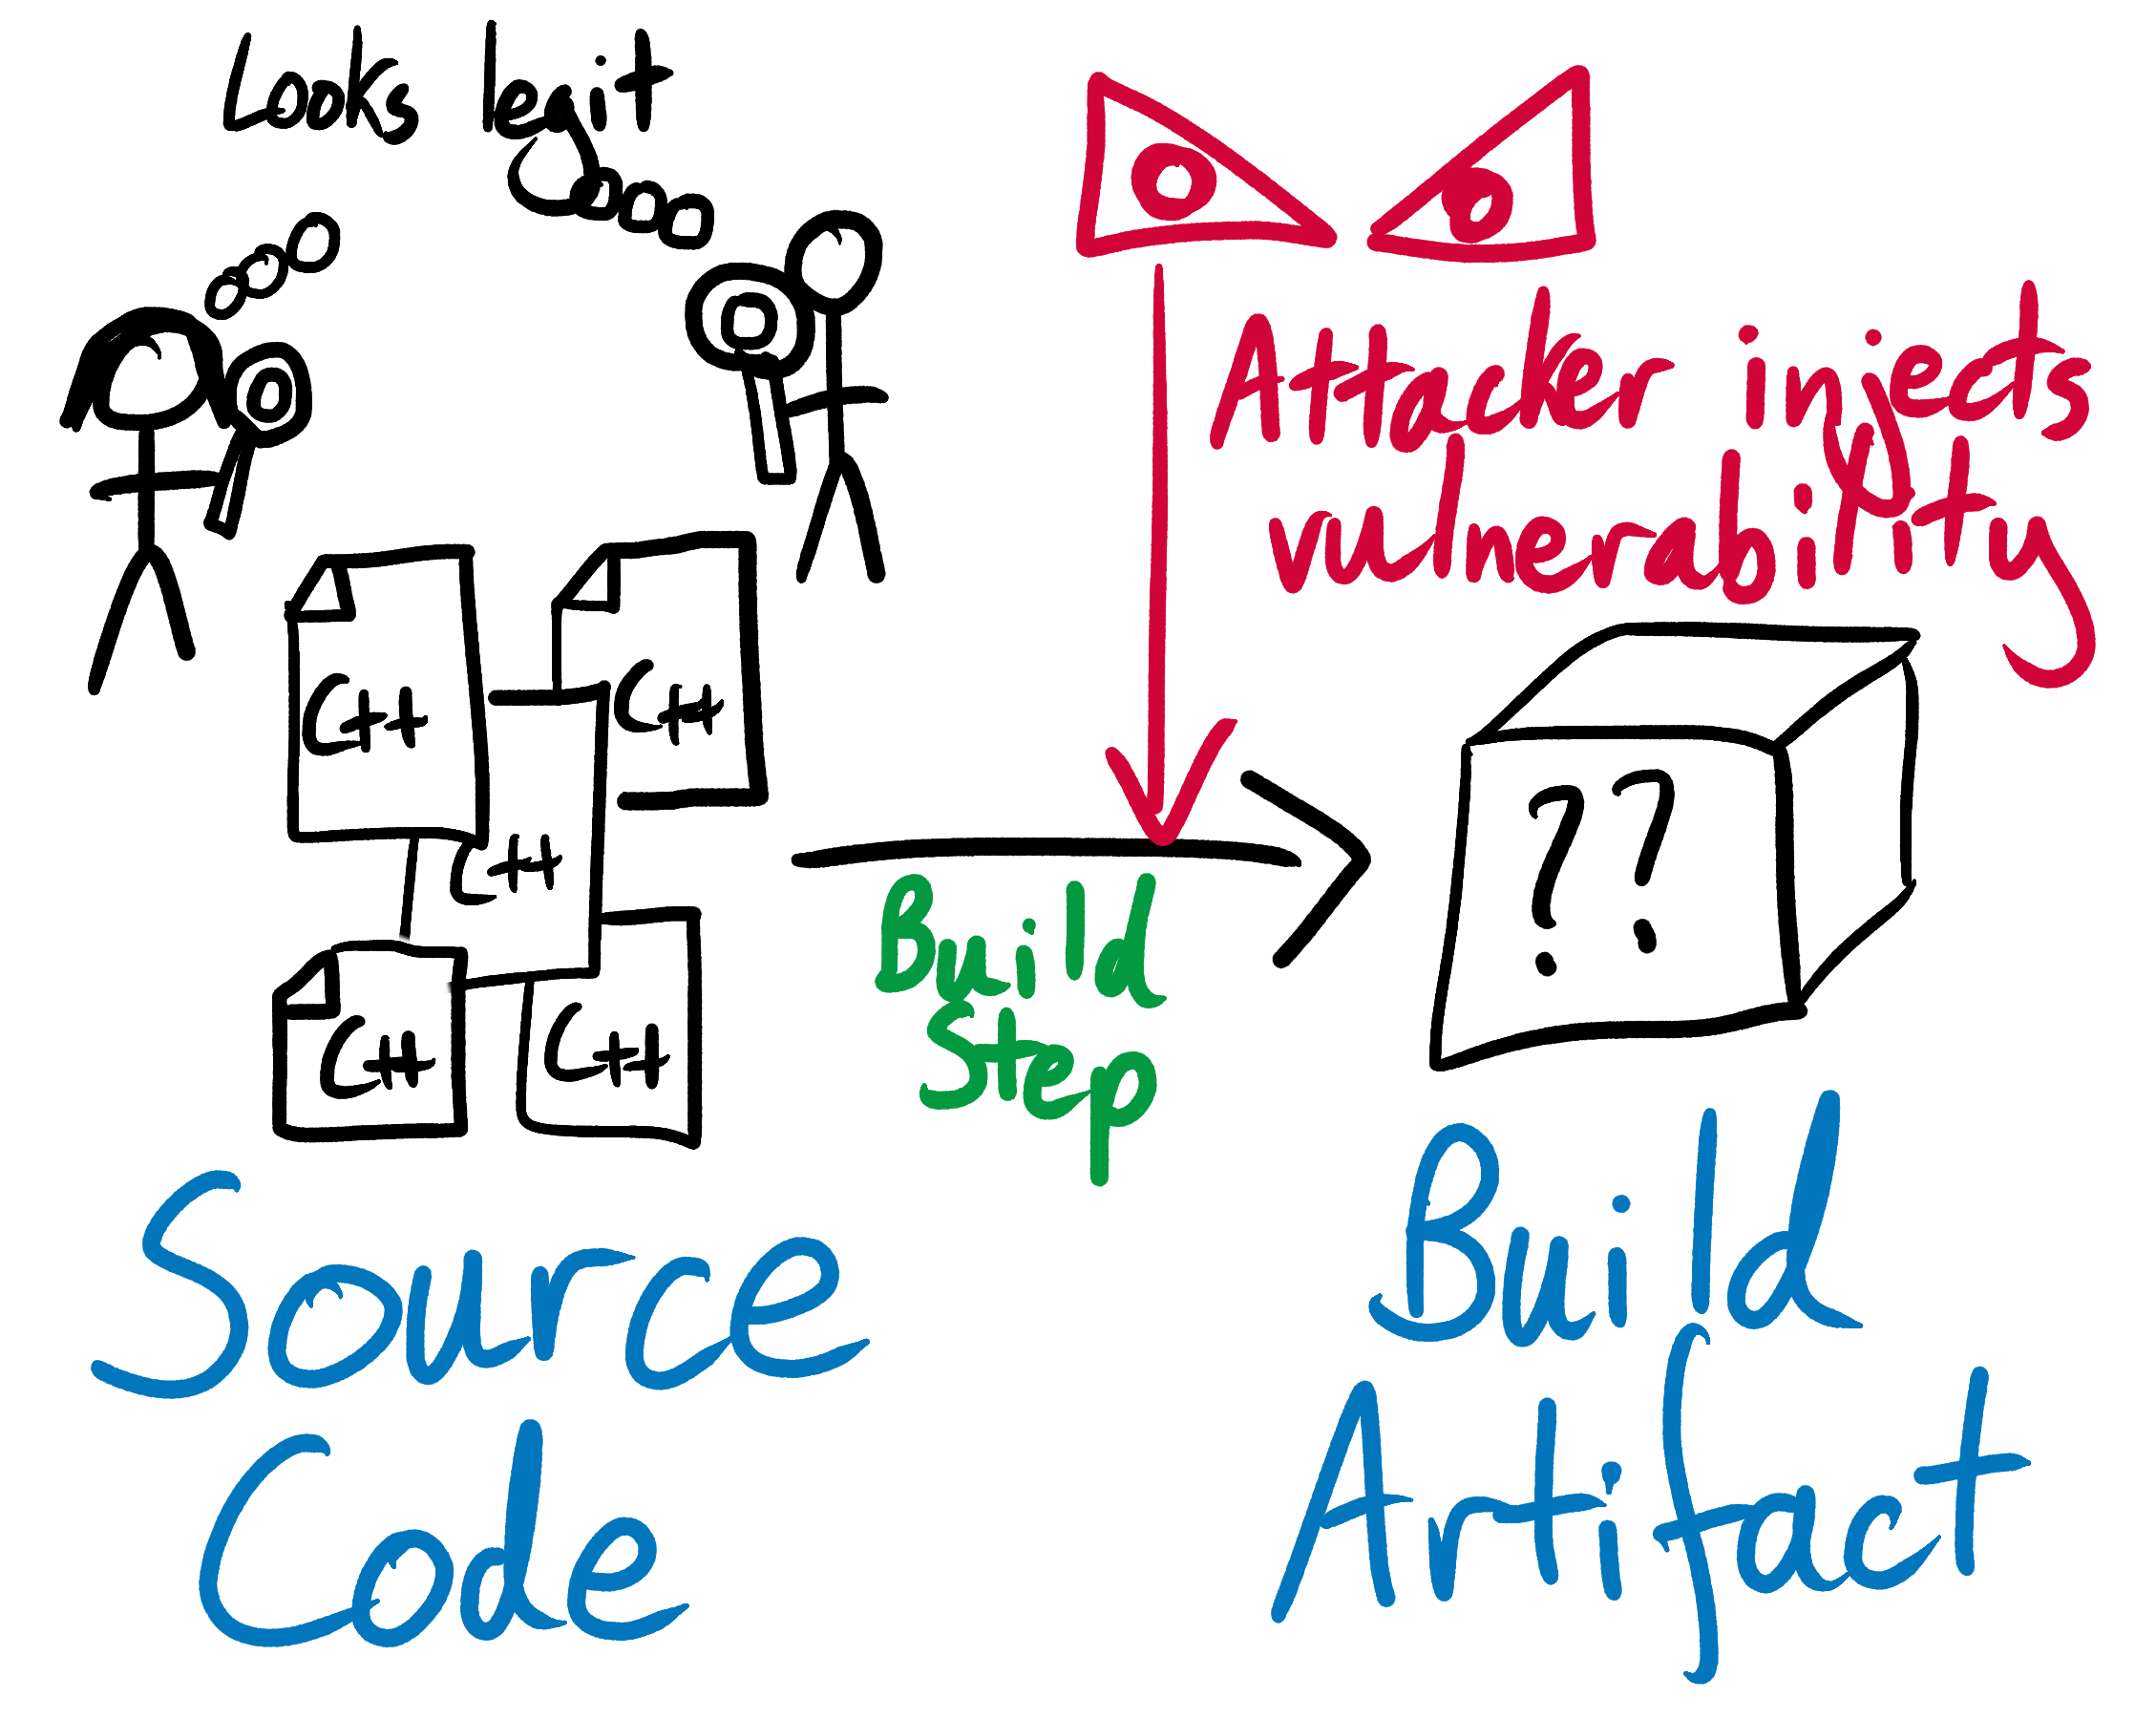 Looks legit
Attacker injects
vulnerability
C++
C++
C++
C++
C++
Build
Step
? ?
Source
Code
Build
Artifact